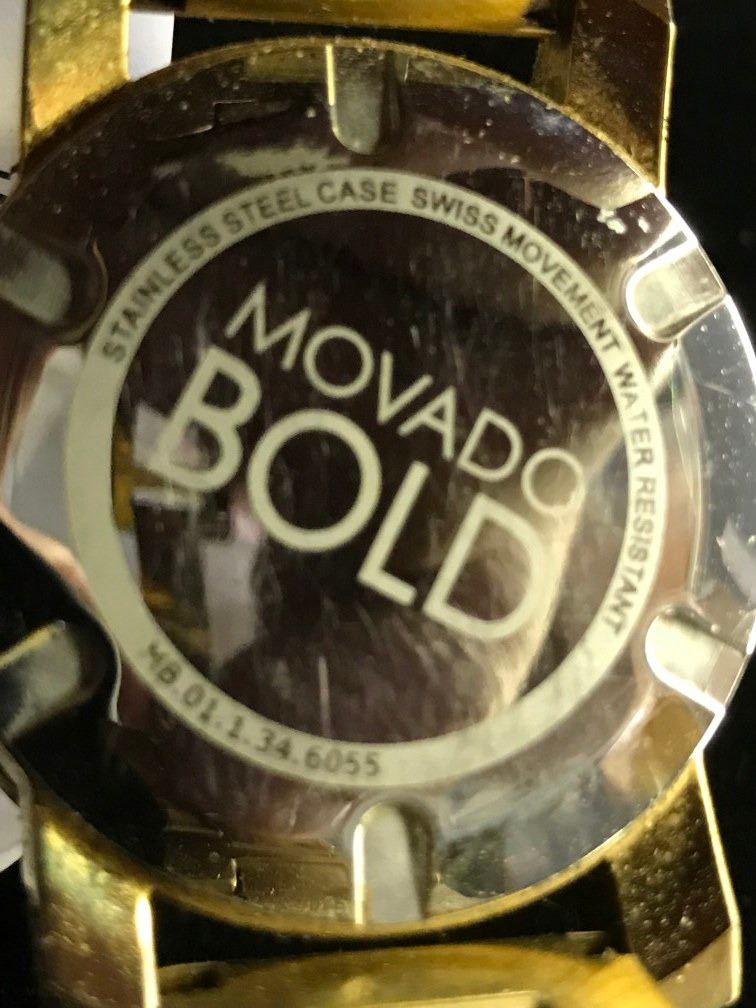 STAINLESS STEEL CASE SWISS MOVEMENT WATER RESISTANT
MOVADO
BOLD
MB.01.1.34.6055